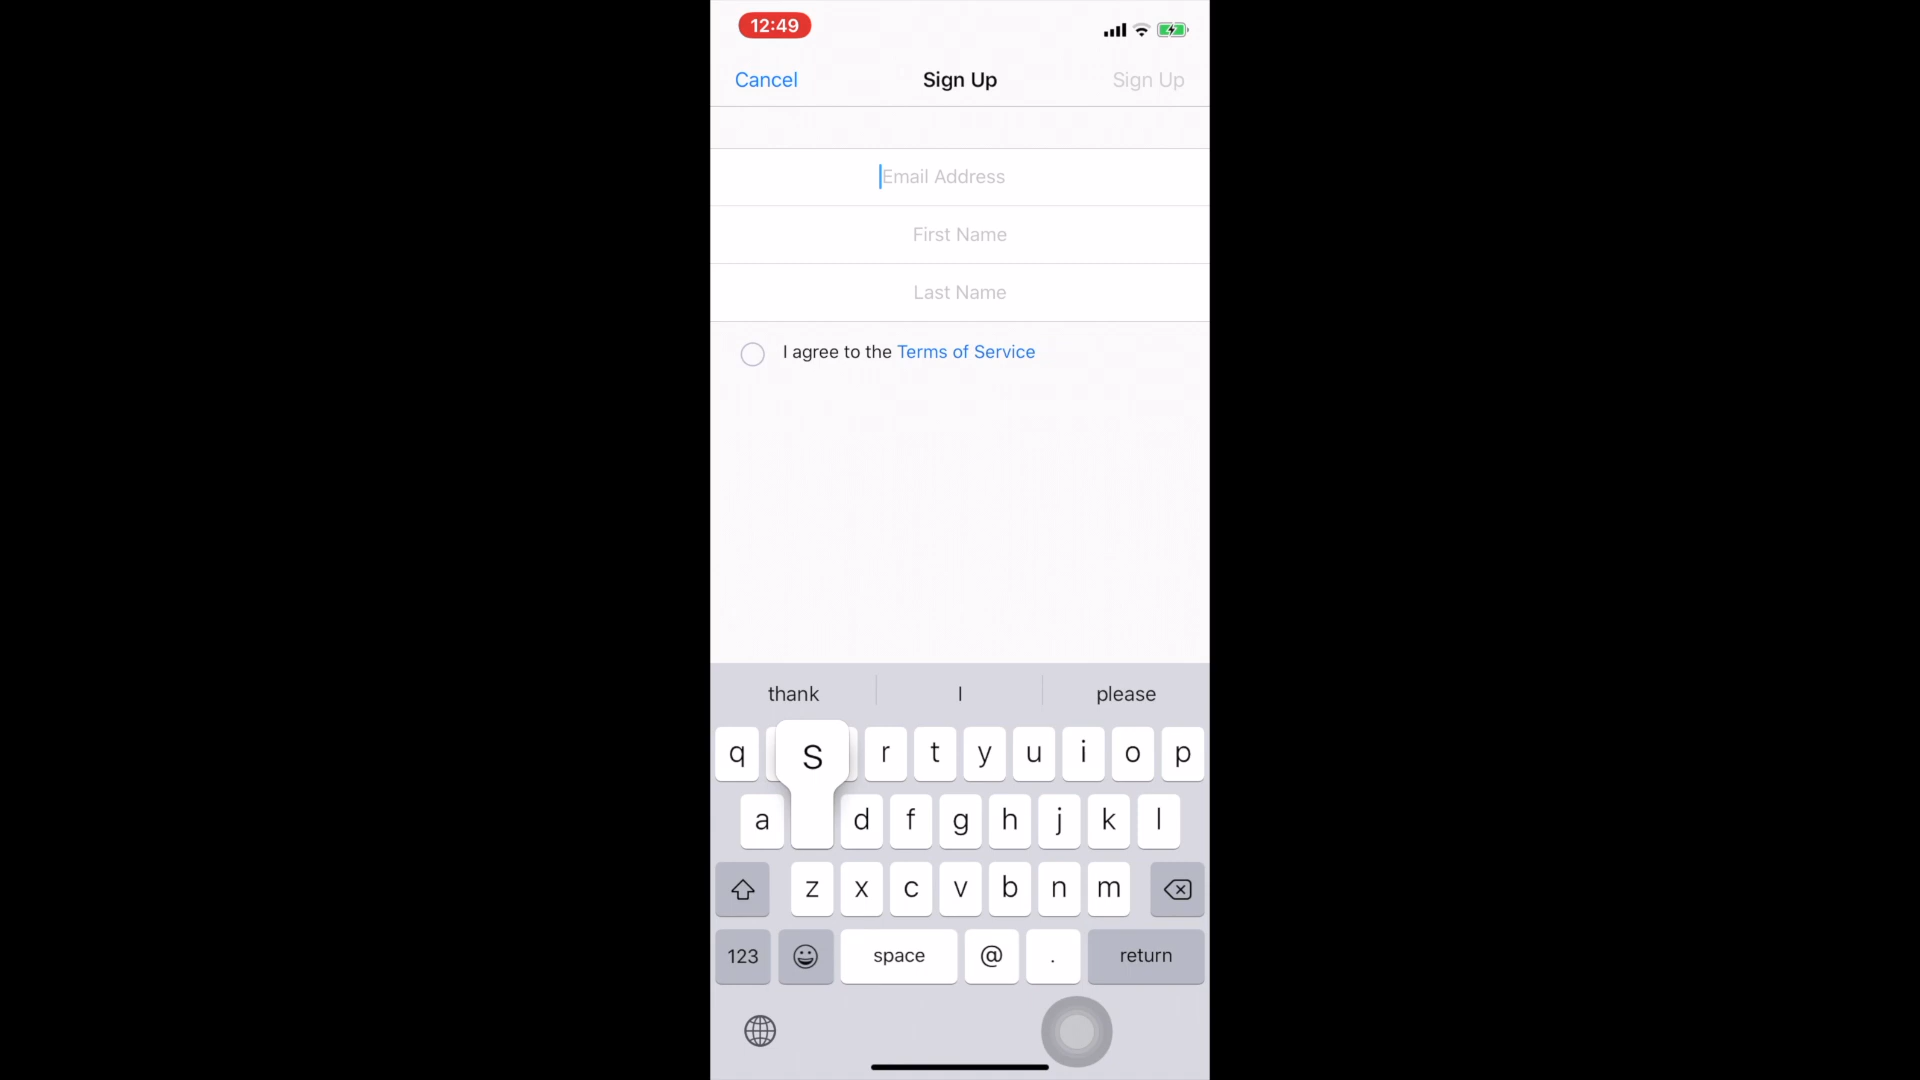 12:49
Cancel Sign Up Sign Up
Email Address
First Name
Last Name
I agree to the Terms of Service
thank I please
q r t y u i o p
s
a d f g h j k l
z x c v b n m
123 space @ . return